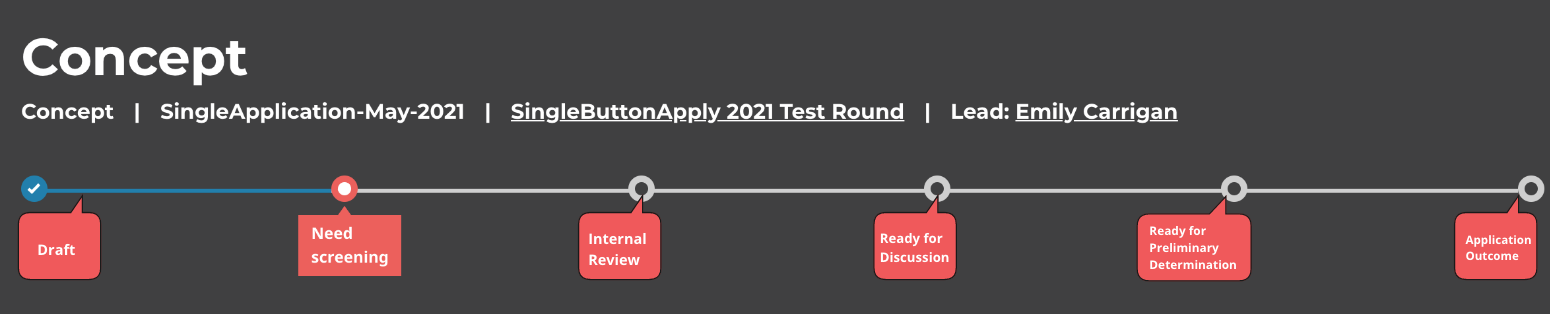 Concept
Concept | SingleApplication-May-2021 | SingleButtonApply 2021 Test Round | Lead: Emily Carrigan
Draft
Need
screening
Internal
Review
Ready for
Discussion
Ready for
Preliminary
Determination
Application
Outcome